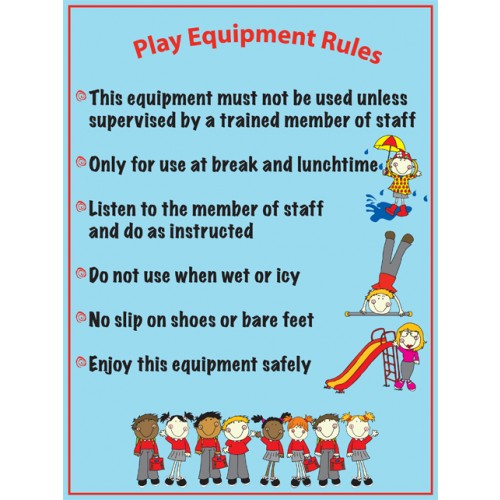 Play Equipment Rules
This equipment must not be used unless
supervised by a trained member of staff
Only for use at break and lunchtime
Listen to the member of staff
and do as instructed
Do not use when wet or icy
No slip on shoes or bare feet
Enjoy this equipment safely